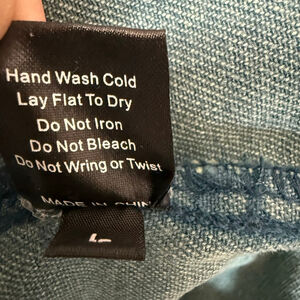 Hand Wash Cold
Lay Flat To Dry
Do Not Iron
Do Not Bleach
Do Not Wring or Twist
MADE IN CHIN
L